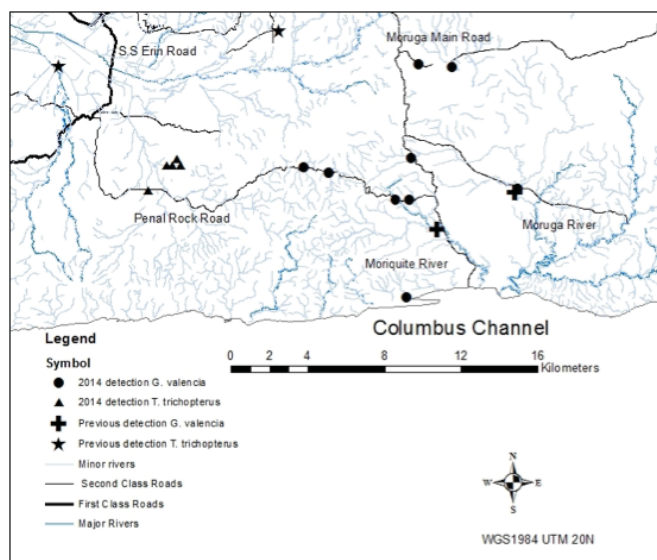 S.S Erin Road
Moruga Main Road
Penal Rock Road
Moruga River
Moriquite River
Columbus Channel
Legend
Symbol
2014 detection G. valencia
2014 detection T. trichopterus
Previous detection G. valencia
Previous detection T. trichopterus
Minor rivers
Second Class Roads
First Class Roads
Major Rivers
0 2 4 8 12 16
Kilometers
N
W E
S
WGS1984 UTM 20N